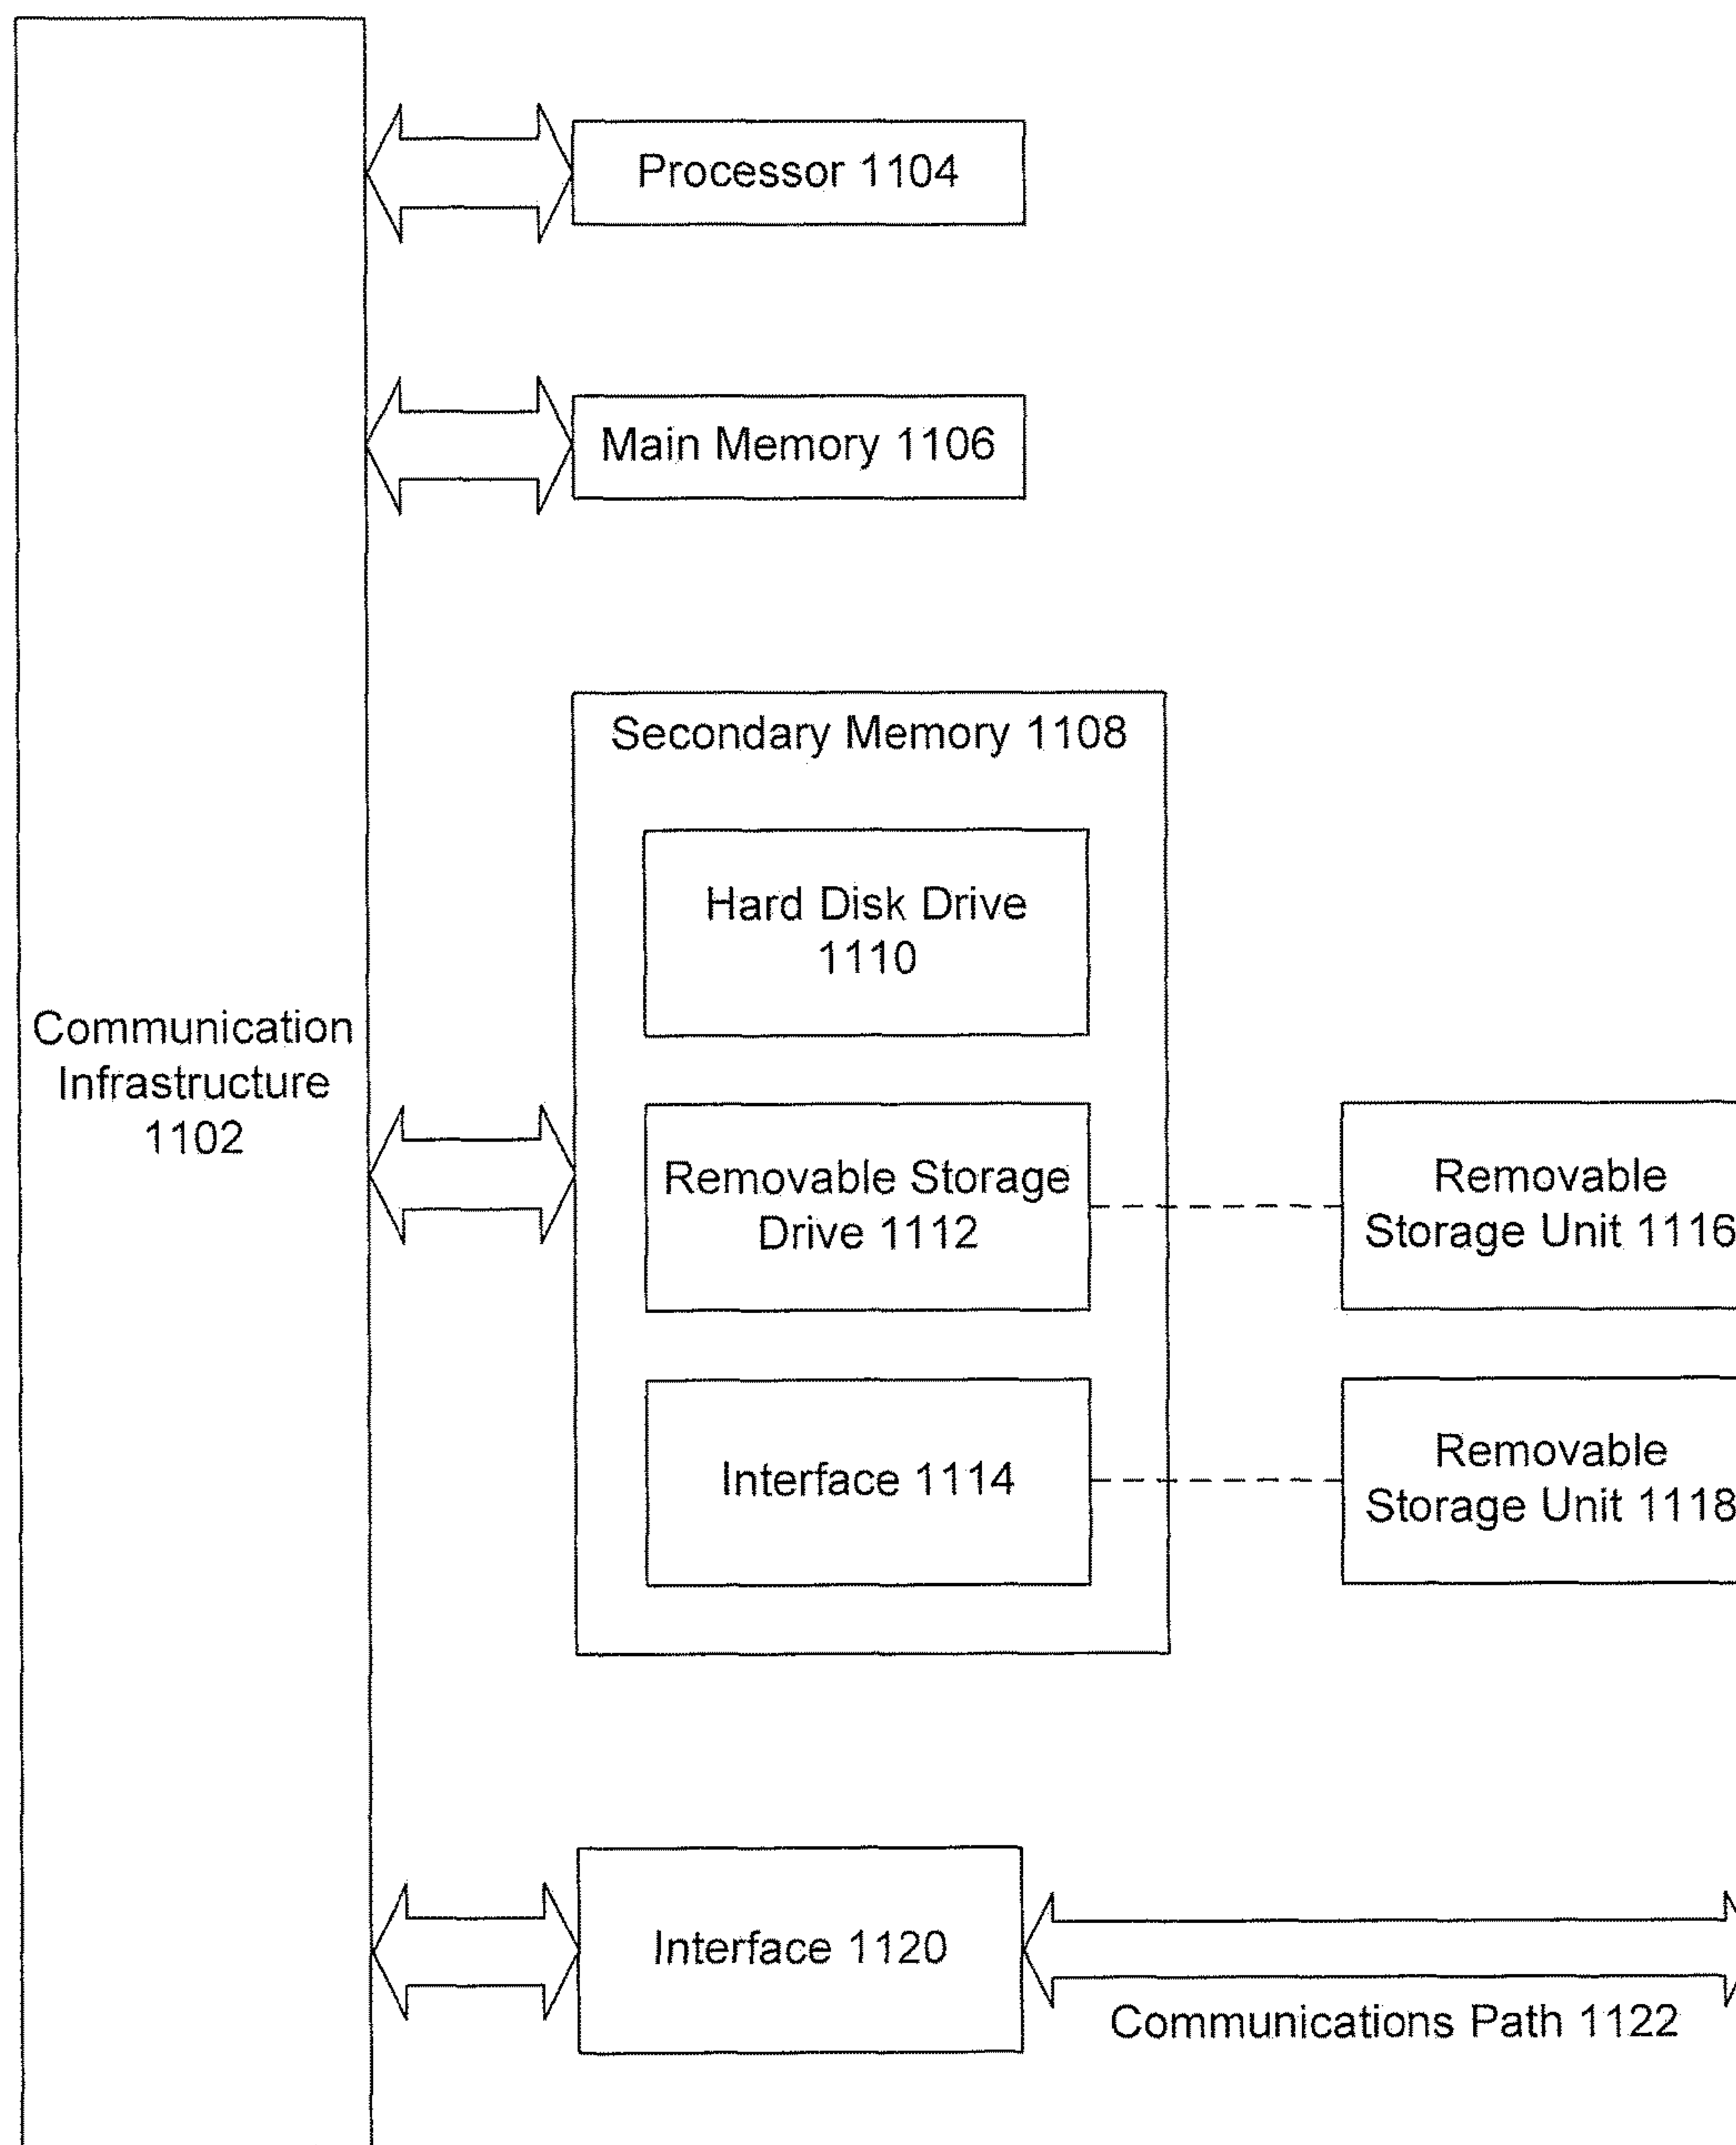 Processor 1104
Main Memory 1106
Secondary Memory 1108
Hard Disk Drive
1110
Communication
Infrastructure
1102
Removable Storage
Drive 1112
Removable
Storage Unit 1116
Interface 1114
Removable
Storage Unit 1118
Interface 1120
Communications Path 1122